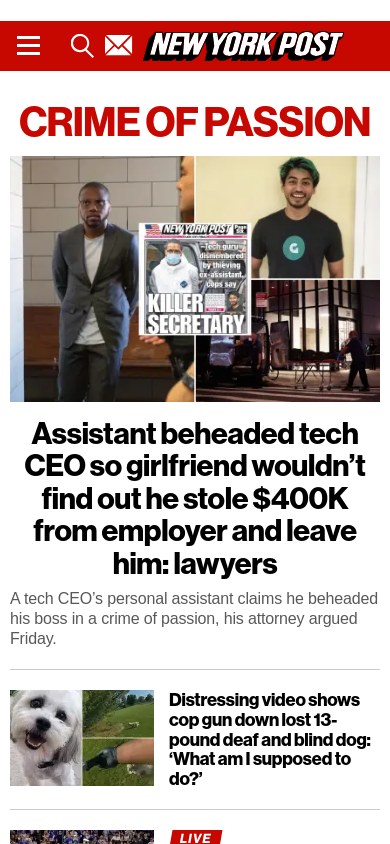 NEW YORK POST
CRIME OF PASSION
NEW YORK POST
Tech guru
dismembered
by thieving
ex-assistant,
cops say
KILLER
SECRETARY
G
Assistant beheaded tech
CEO so girlfriend wouldn’t
find out he stole $400K
from employer and leave
him: lawyers
A tech CEO’s personal assistant claims he beheaded
his boss in a crime of passion, his attorney argued
Friday.
Distressing video shows
cop gun down lost 13-
pound deaf and blind dog:
‘What am I supposed to
do?’
LIVE